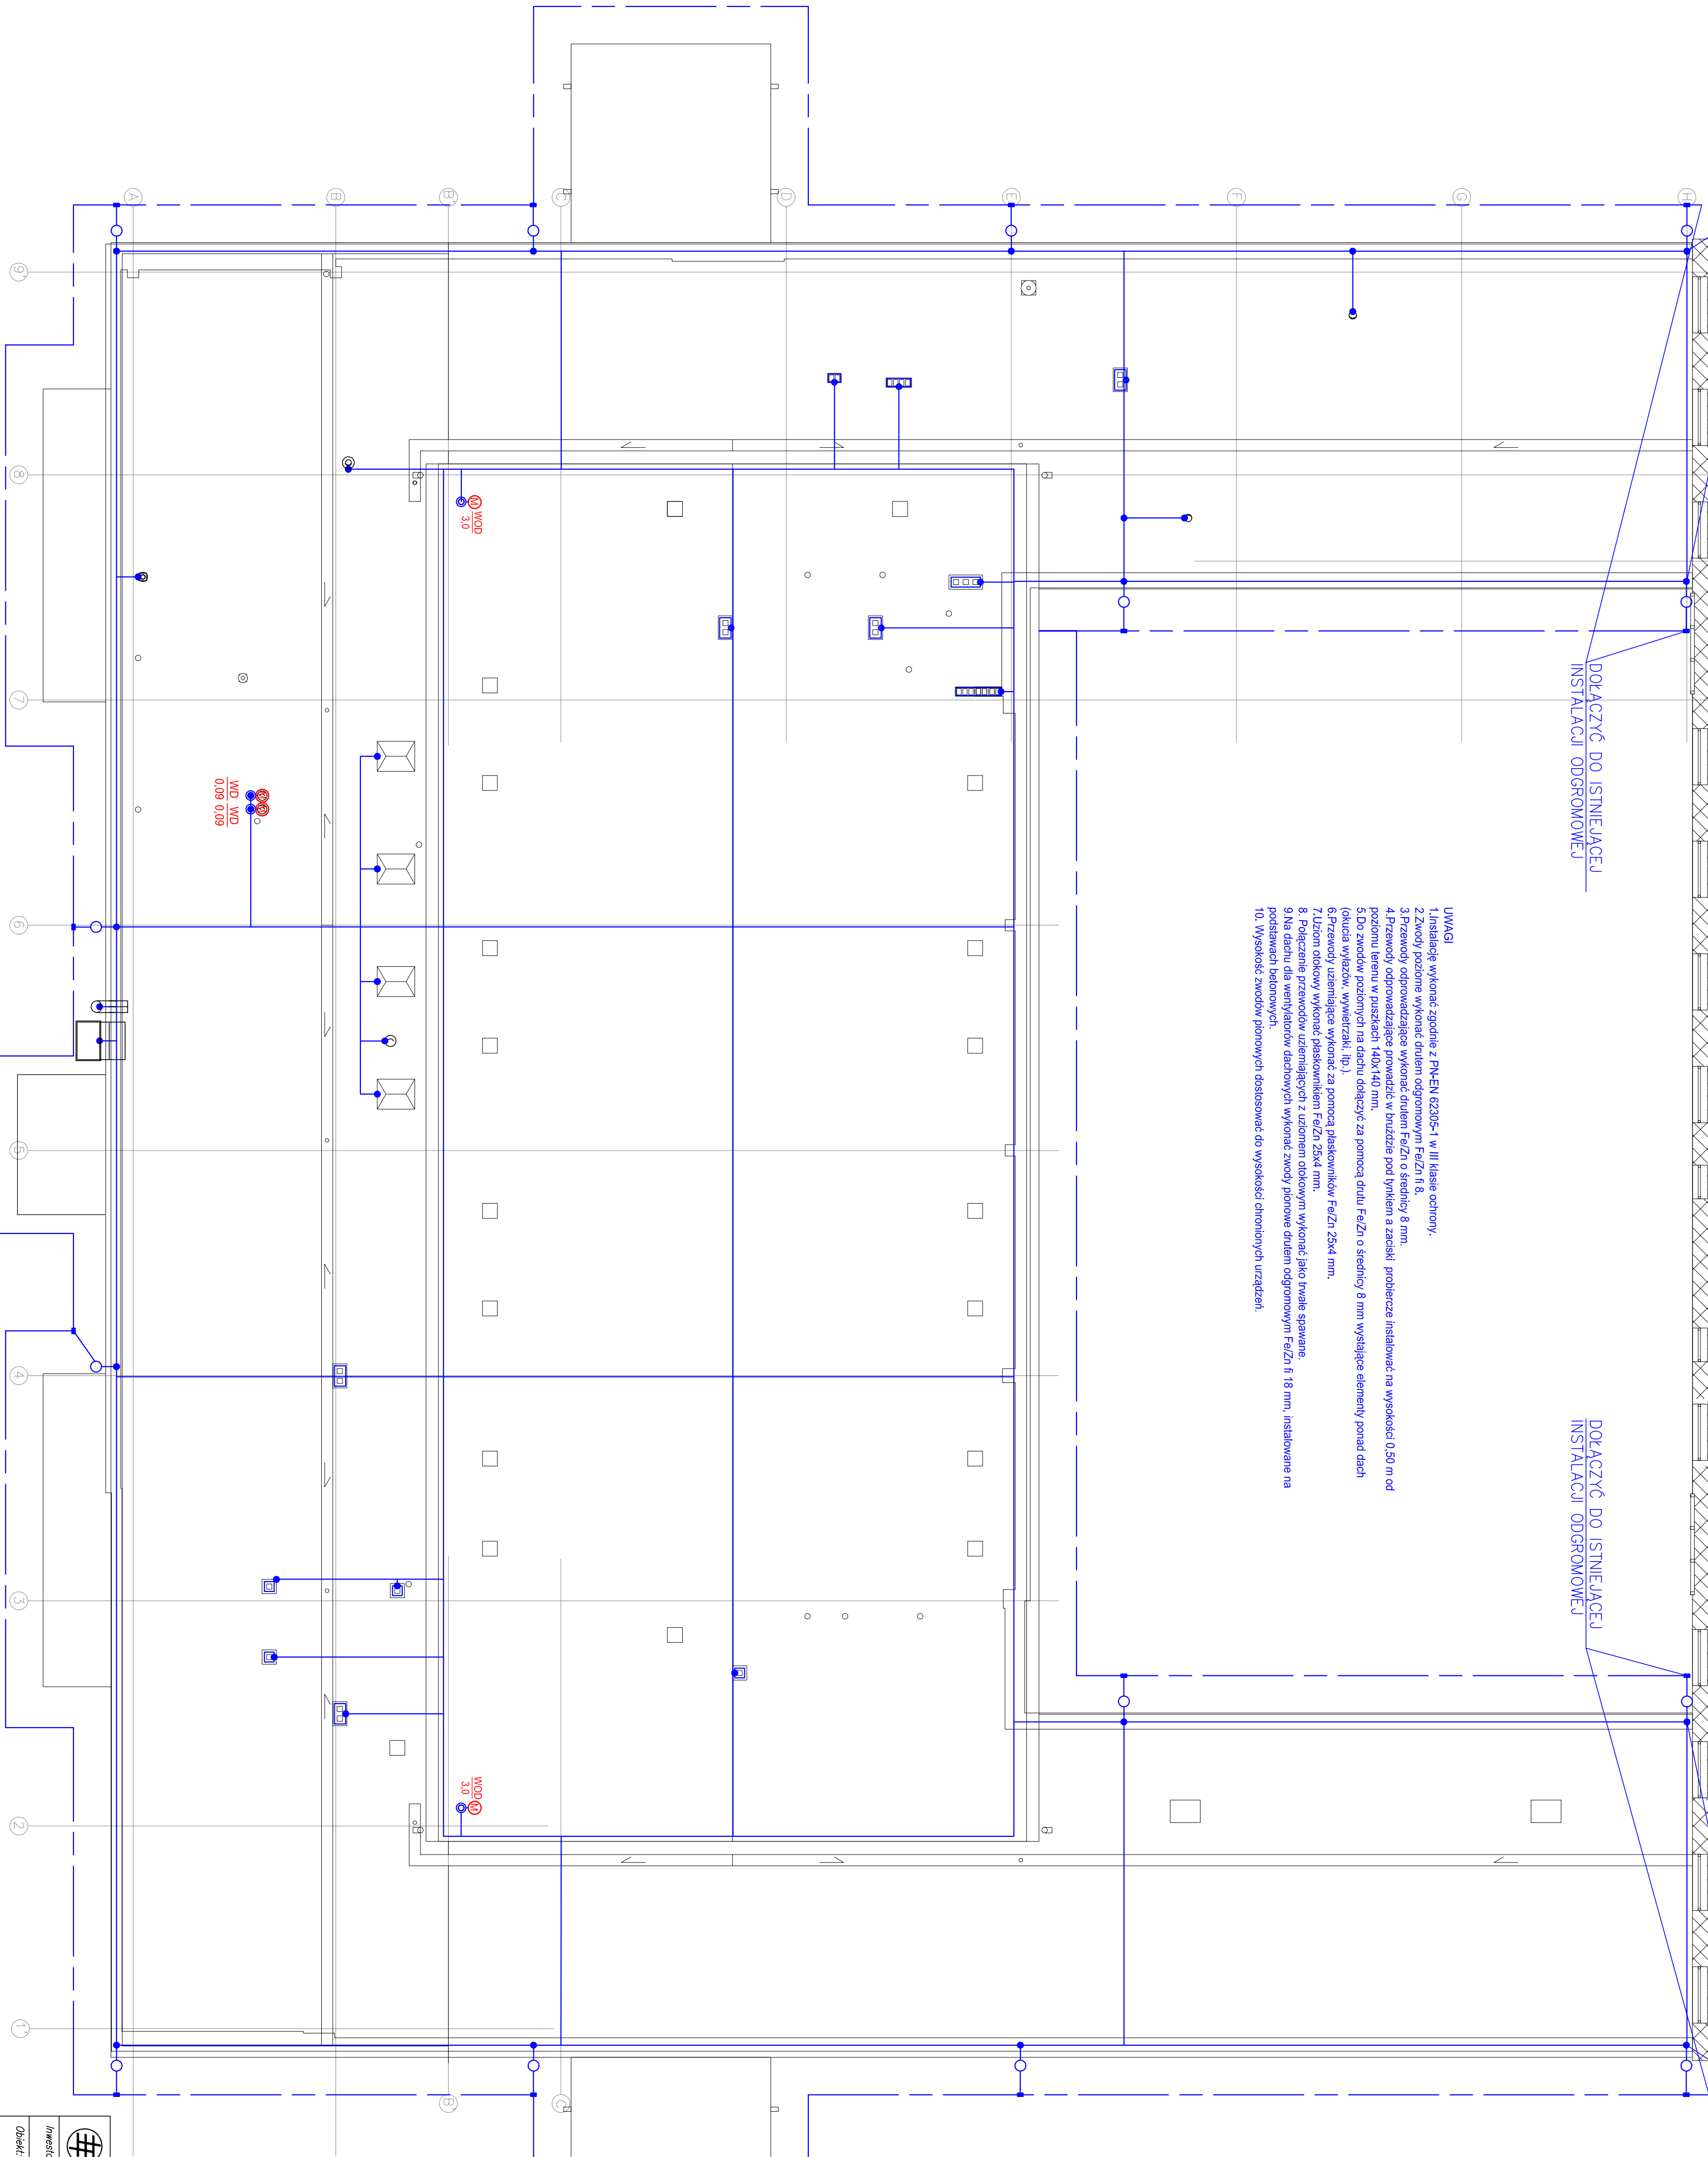 DOŁĄCZYĆ DO ISTNIEJĄCEJ
INSTALACJI ODGROMOWEJ
DOŁĄCZYĆ DO ISTNIEJĄCEJ
INSTALACJI ODGROMOWEJ
UWAGI
1.Instalację wykonać zgodnie z PN-EN 62305-1 w III klasie ochrony.
2.Zwody poziome wykonać drutem odgromowym Fe/Zn fi 8.
3.Przewody odprowadzające wykonać drutem Fe/Zn o średnicy 8 mm.
4.Przewody odprowadzające prowadzić w bruździe pod tynkiem a zaciski probiercze instalować na wysokości 0,50 m od
poziomu terenu w puszkach 140x140 mm.
5.Do zwodów poziomych na dachu dołączyć za pomocą drutu Fe/Zn o średnicy 8 mm wystające elementy ponad dach
(okucia wyłazów, wywietrzaki, itp.).
6.Przewody uziemiające wykonać za pomocą płaskowników Fe/Zn 25x4 mm.
7.Uziom otokowy wykonać płaskownikiem Fe/Zn 25x4 mm.
8. Połączenie przewodów uziemiających z uziomem otokowym wykonać jako trwałe spawane.
9.Na dachu dla wentylatorów dachowych wykonać zwody pionowe drutem odgromowym Fe/Zn fi 18 mm, instalowane na
podstawach betonowych.
10. Wysokość zwodów pionowych dostosować do wysokości chronionych urządzeń.
H
G
F
E
D
C
B'
B
A
9'
8
7
6
5
4
3
2
1'
B'
C
M WOD
3,0
WOD M
3,0
WD WD
0,09 0,09
Inwesto
Obiekt: